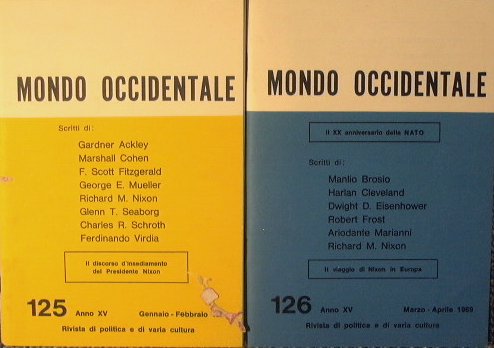 MONDO OCCIDENTALE
Scritti di:
Gardner Ackley
Marshall Cohen
F. Scott Fitzgerald
George E. Mueller
Richard M. Nixon
Glenn T. Seaborg
Charles R. Schroth
Ferdinando Virdia
Il discorso d'insediamento
del Presidente Nixon
125 Anno XV Gennaio - Febbraio
Rivista di politica e di varia cultura
MONDO OCCIDENTALE
Il XX anniversario della NATO
Scritti di:
Manlio Brosio
Harlan Cleveland
Dwight D. Eisenhower
Robert Frost
Ariodante Marianni
Richard M. Nixon
Il viaggio di Nixon in Europa
126 Anno XV Marzo - Aprile 1969
Rivista di politica e di varia cultura